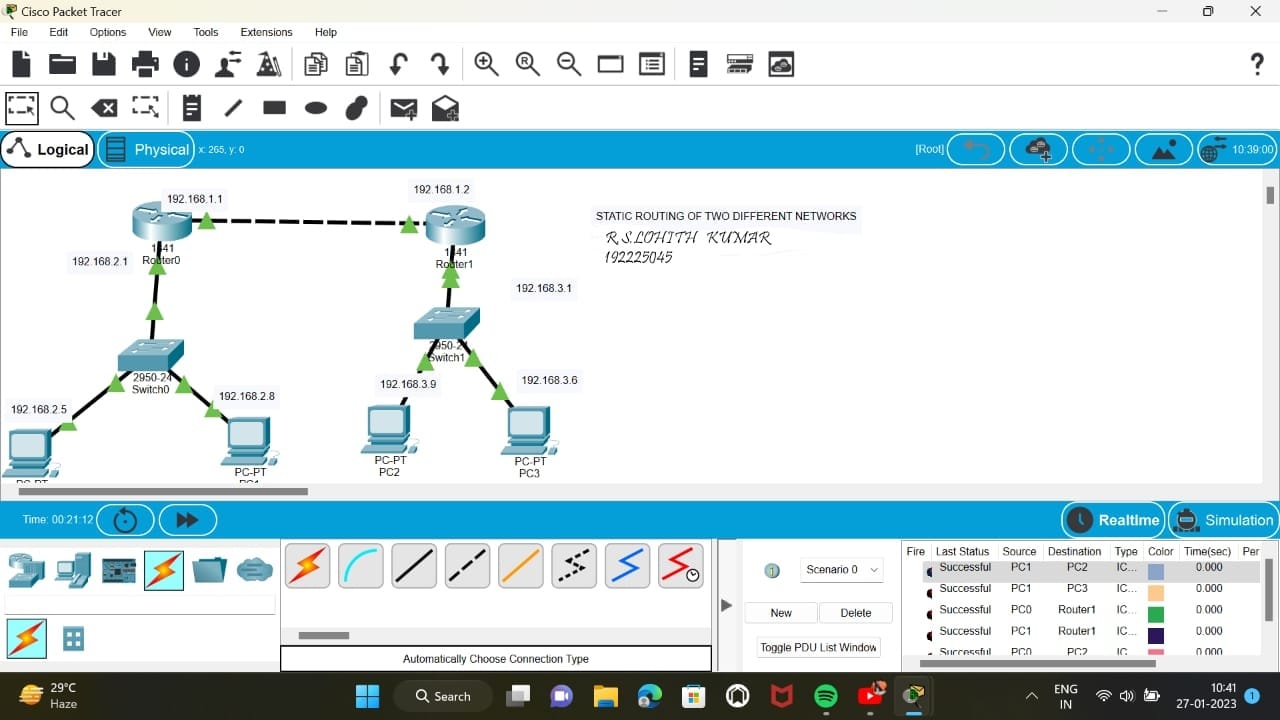 Cisco Packet Tracer
File Edit Options View Tools Extensions Help
Logical Physical x: 265, y: 0 [Root] 10:39:00
192.168.1.1
192.168.1.2
STATIC ROUTING OF TWO DIFFERENT NETWORKS
R.S.LOHITH KUMAR
192225045
1841
Router0
192.168.2.1
1841
Router1
192.168.3.1
2950-24
Switch1
2950-24
Switch0
192.168.3.9
192.168.3.6
192.168.2.8
192.168.2.5
PC-PT
PC2
PC-PT
PC3
PC-PT
PC1
PC-PT
Time: 00:21:12 Realtime Simulation
Fire Last Status Source Destination Type Color Time(sec) Per
Successful PC1 PC2 IC... 0.000
Successful PC1 PC3 IC... 0.000
Successful PC0 Router1 IC... 0.000
Successful PC1 Router1 IC... 0.000
Successful PC0 PC2 IC 0.000
Scenario 0
New Delete
Toggle PDU List Window
Automatically Choose Connection Type
29°C
Haze
Search
ENG
IN
10:41
27-01-2023
1